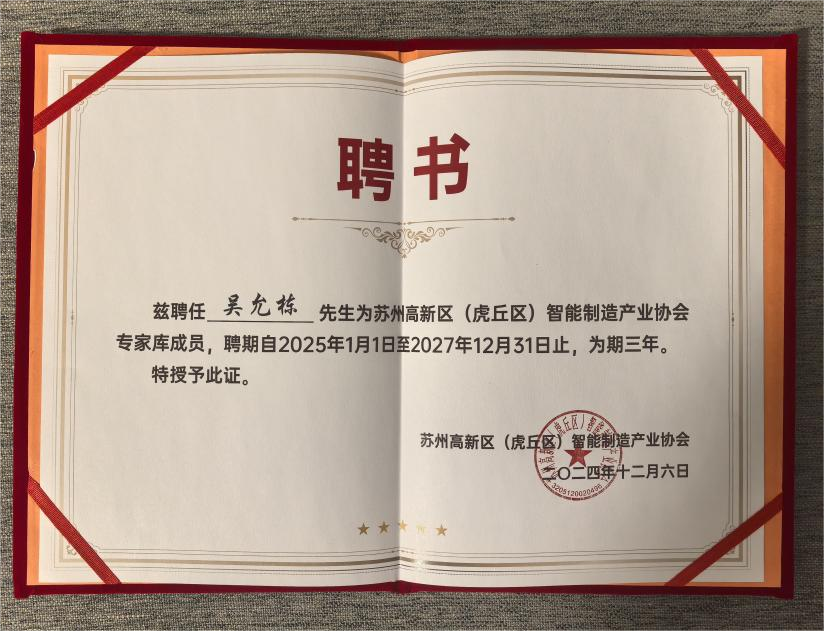 聘书
兹聘任 吴允栋 先生为苏州高新区（虎丘区）智能制造产业协会
专家库成员，聘期自2025年1月1日至2027年12月31日止，为期三年。
特授予此证。
苏州高新区（虎丘区）智能制造产业协会
二〇二四年十二月六日
3205120020496